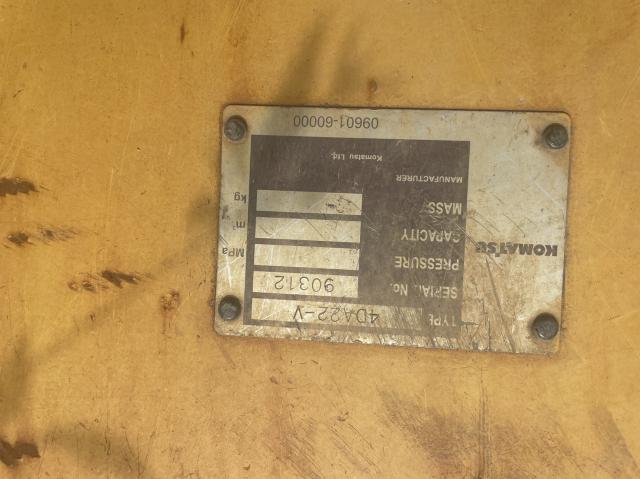 KOMATSU
TYPE 4DA22-V
SERIAL No. 90312
PRESSURE MPa
CAPACITY m³
MASS kg
MANUFACTURER
Komatsu Ltd.
09601-60000